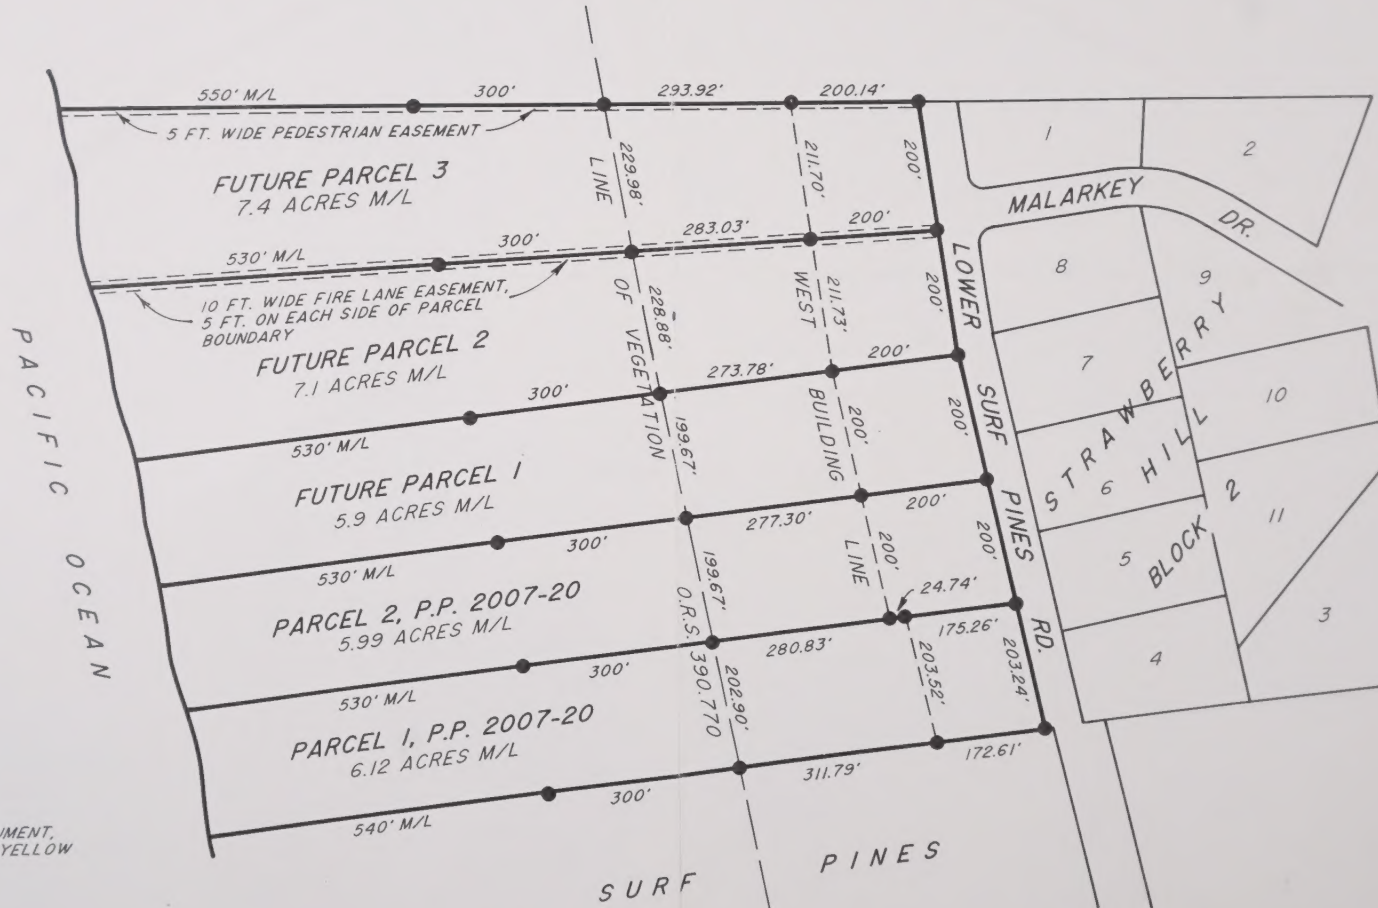 550' M/L
300'
293.92'
200.14'
5 FT. WIDE PEDESTRIAN EASEMENT
FUTURE PARCEL 3
7.4 ACRES M/L
229.98'
LINE
211.70'
200'
1
2
MALARKEY
DR.
530' M/L
300'
283.03'
200'
10 FT. WIDE FIRE LANE EASEMENT,
5 FT. ON EACH SIDE OF PARCEL
BOUNDARY
FUTURE PARCEL 2
7.1 ACRES M/L
228.88'
OF VEGETATION
WEST
211.73'
200'
LOWER SURF PINES RD.
8
9
7
10
530' M/L
300'
273.78'
200'
FUTURE PARCEL 1
5.9 ACRES M/L
199.67'
BUILDING
200'
200'
STRAWBERRY
HILL
BLOCK 2
6
11
530' M/L
300'
277.30'
200'
PARCEL 2, P.P. 2007-20
5.99 ACRES M/L
199.67'
O.R.S. 390.770
LINE
200'
24.74'
200'
5
3
530' M/L
300'
280.83'
175.26'
PARCEL 1, P.P. 2007-20
6.12 ACRES M/L
202.90'
203.52'
203.24'
4
540' M/L
300'
311.79'
172.61'
PACIFIC OCEAN
UMENT,
YELLOW
SURF PINES